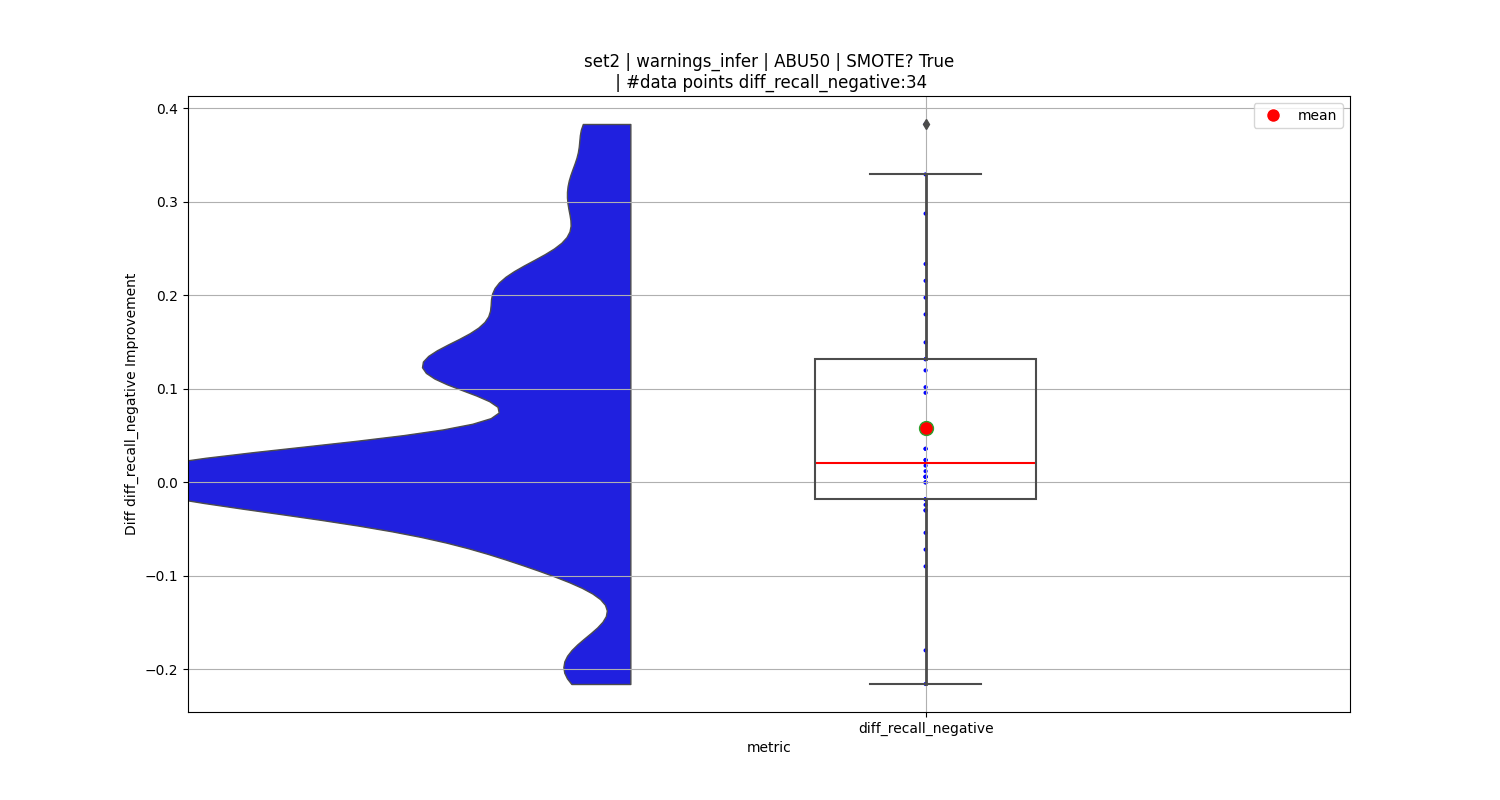 set2 | warnings_infer | ABU50 | SMOTE? True
| #data points diff_recall_negative:34
mean
0.4
0.3
0.2
0.1
0.0
−0.1
−0.2
Diff diff_recall_negative Improvement
diff_recall_negative
metric